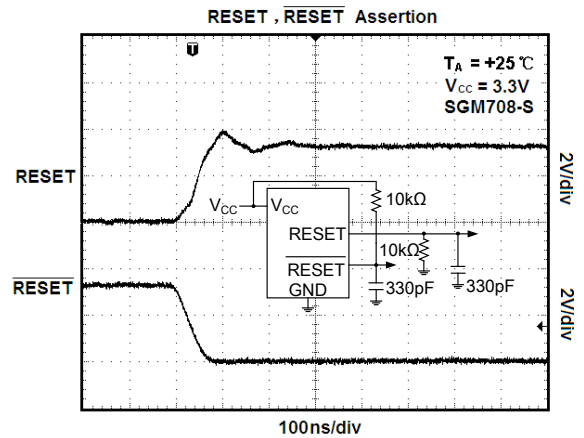 RESET , RESET Assertion
T
TA = +25 ℃
VCC = 3.3V
SGM708-S
RESET
2V/div
VCC
VCC
10kΩ
RESET
10kΩ
RESET
GND
330pF
330pF
RESET
2V/div
100ns/div